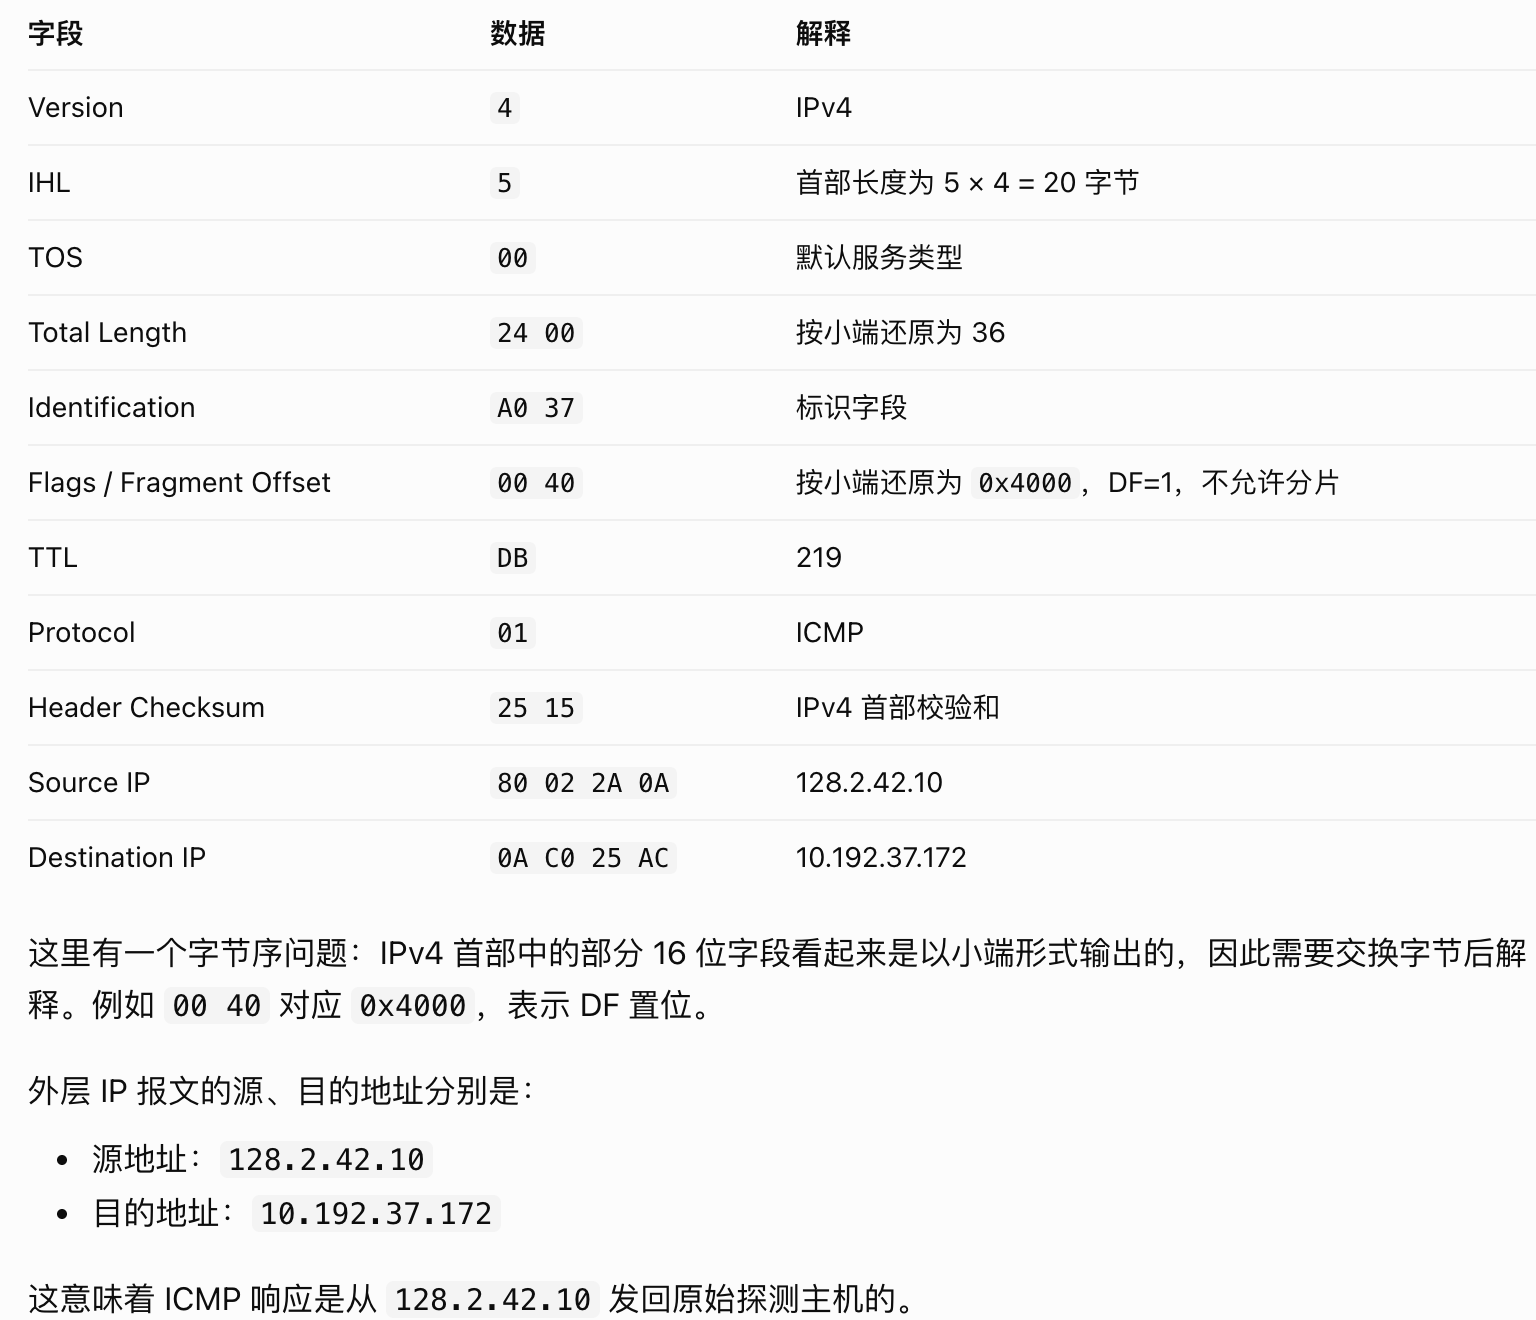 字段 数据 解释
Version 4 IPv4
IHL 5 首部长度为 5 × 4 = 20 字节
TOS 00 默认服务类型
Total Length 24 00 按小端还原为 36
Identification A0 37 标识字段
Flags / Fragment Offset 00 40 按小端还原为 0x4000，DF=1，不允许分片
TTL DB 219
Protocol 01 ICMP
Header Checksum 25 15 IPv4 首部校验和
Source IP 80 02 2A 0A 128.2.42.10
Destination IP 0A C0 25 AC 10.192.37.172
这里有一个字节序问题：IPv4 首部中的部分 16 位字段看起来是以小端形式输出的，因此需要交换字节后解
释。例如 00 40 对应 0x4000，表示 DF 置位。
外层 IP 报文的源、目的地址分别是：
• 源地址：128.2.42.10
• 目的地址：10.192.37.172
这意味着 ICMP 响应是从 128.2.42.10 发回原始探测主机的。